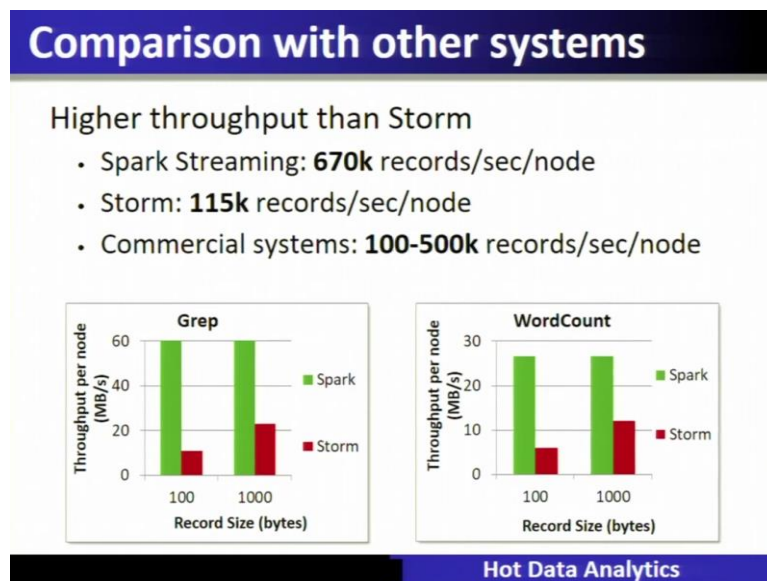 Comparison with other systems
Higher throughput than Storm
• Spark Streaming: 670k records/sec/node
• Storm: 115k records/sec/node
• Commercial systems: 100-500k records/sec/node
Grep
Throughput per node
(MB/s)
60
40
20
0
100 1000
Record Size (bytes)
Spark
Storm
WordCount
Throughput per node
(MB/s)
30
20
10
0
100 1000
Record Size (bytes)
Spark
Storm
Hot Data Analytics